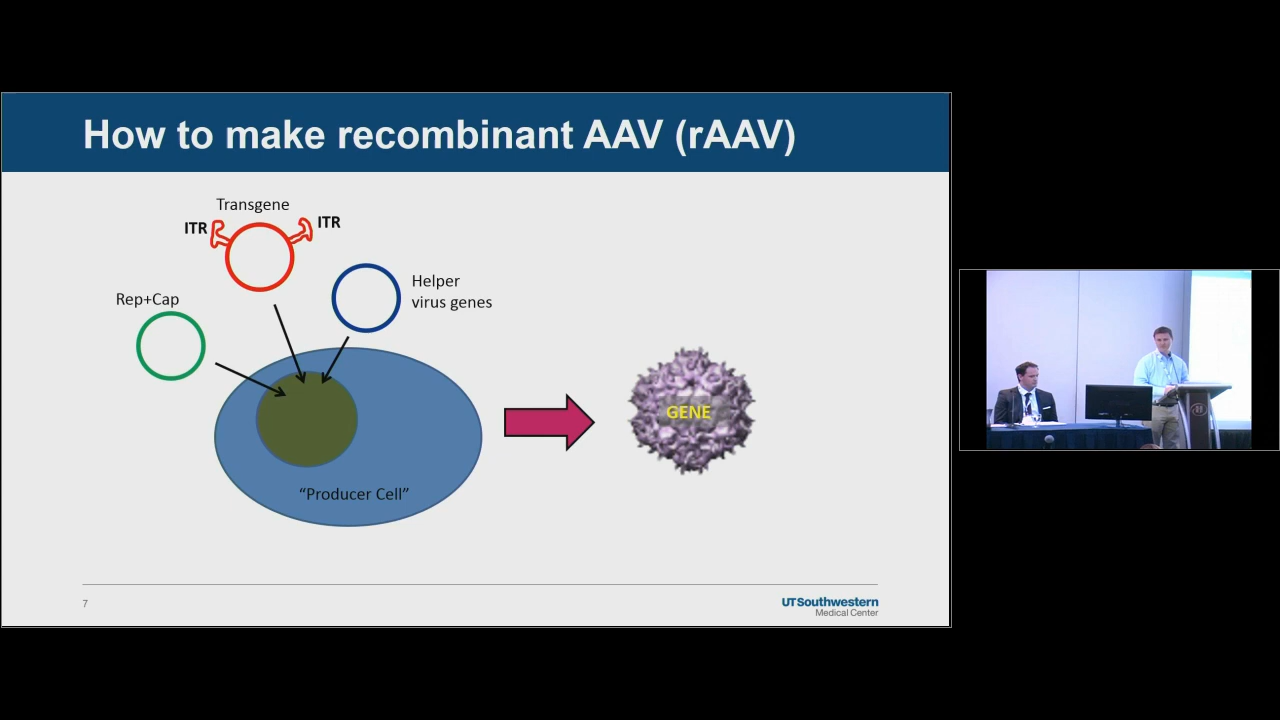 How to make recombinant AAV (rAAV)
Transgene
ITR
ITR
Helper
virus genes
Rep+Cap
GENE
“Producer Cell”
7
UTSouthwestern
Medical Center